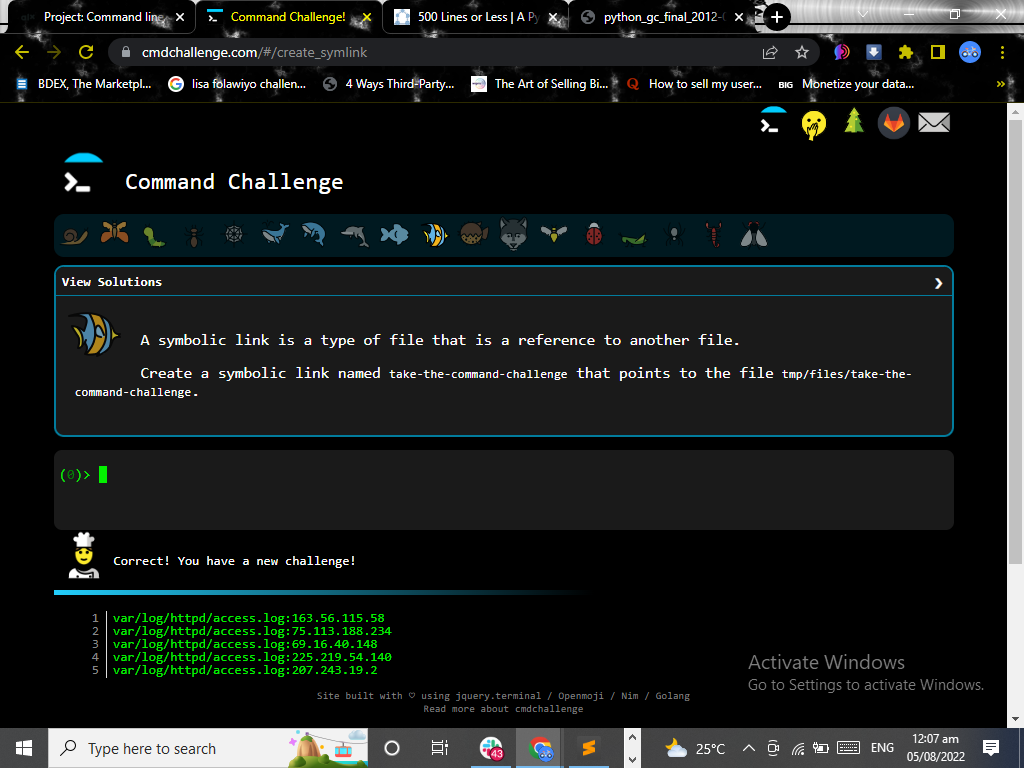 Project: Command line
Command Challenge!
500 Lines or Less | A Py
python_gc_final_2012-0
cmdchallenge.com/#/create_symlink
BDEX, The Marketpl...
lisa folawiyo challen...
4 Ways Third-Party...
The Art of Selling Bi...
How to sell my user...
BIG Monetize your data...
Command Challenge
View Solutions
A symbolic link is a type of file that is a reference to another file.
Create a symbolic link named take-the-command-challenge that points to the file tmp/files/take-the-
command-challenge.
(0)>
Correct! You have a new challenge!
1 var/log/httpd/access.log:163.56.115.58
2 var/log/httpd/access.log:75.113.188.234
3 var/log/httpd/access.log:69.16.40.148
4 var/log/httpd/access.log:225.219.54.140
5 var/log/httpd/access.log:207.243.19.2
Activate Windows
Go to Settings to activate Windows.
Site built with ♡ using jquery.terminal / Openmoji / Nim / Golang
Read more about cmdchallenge
Type here to search
43
25°C
ENG
12:07 am
05/08/2022